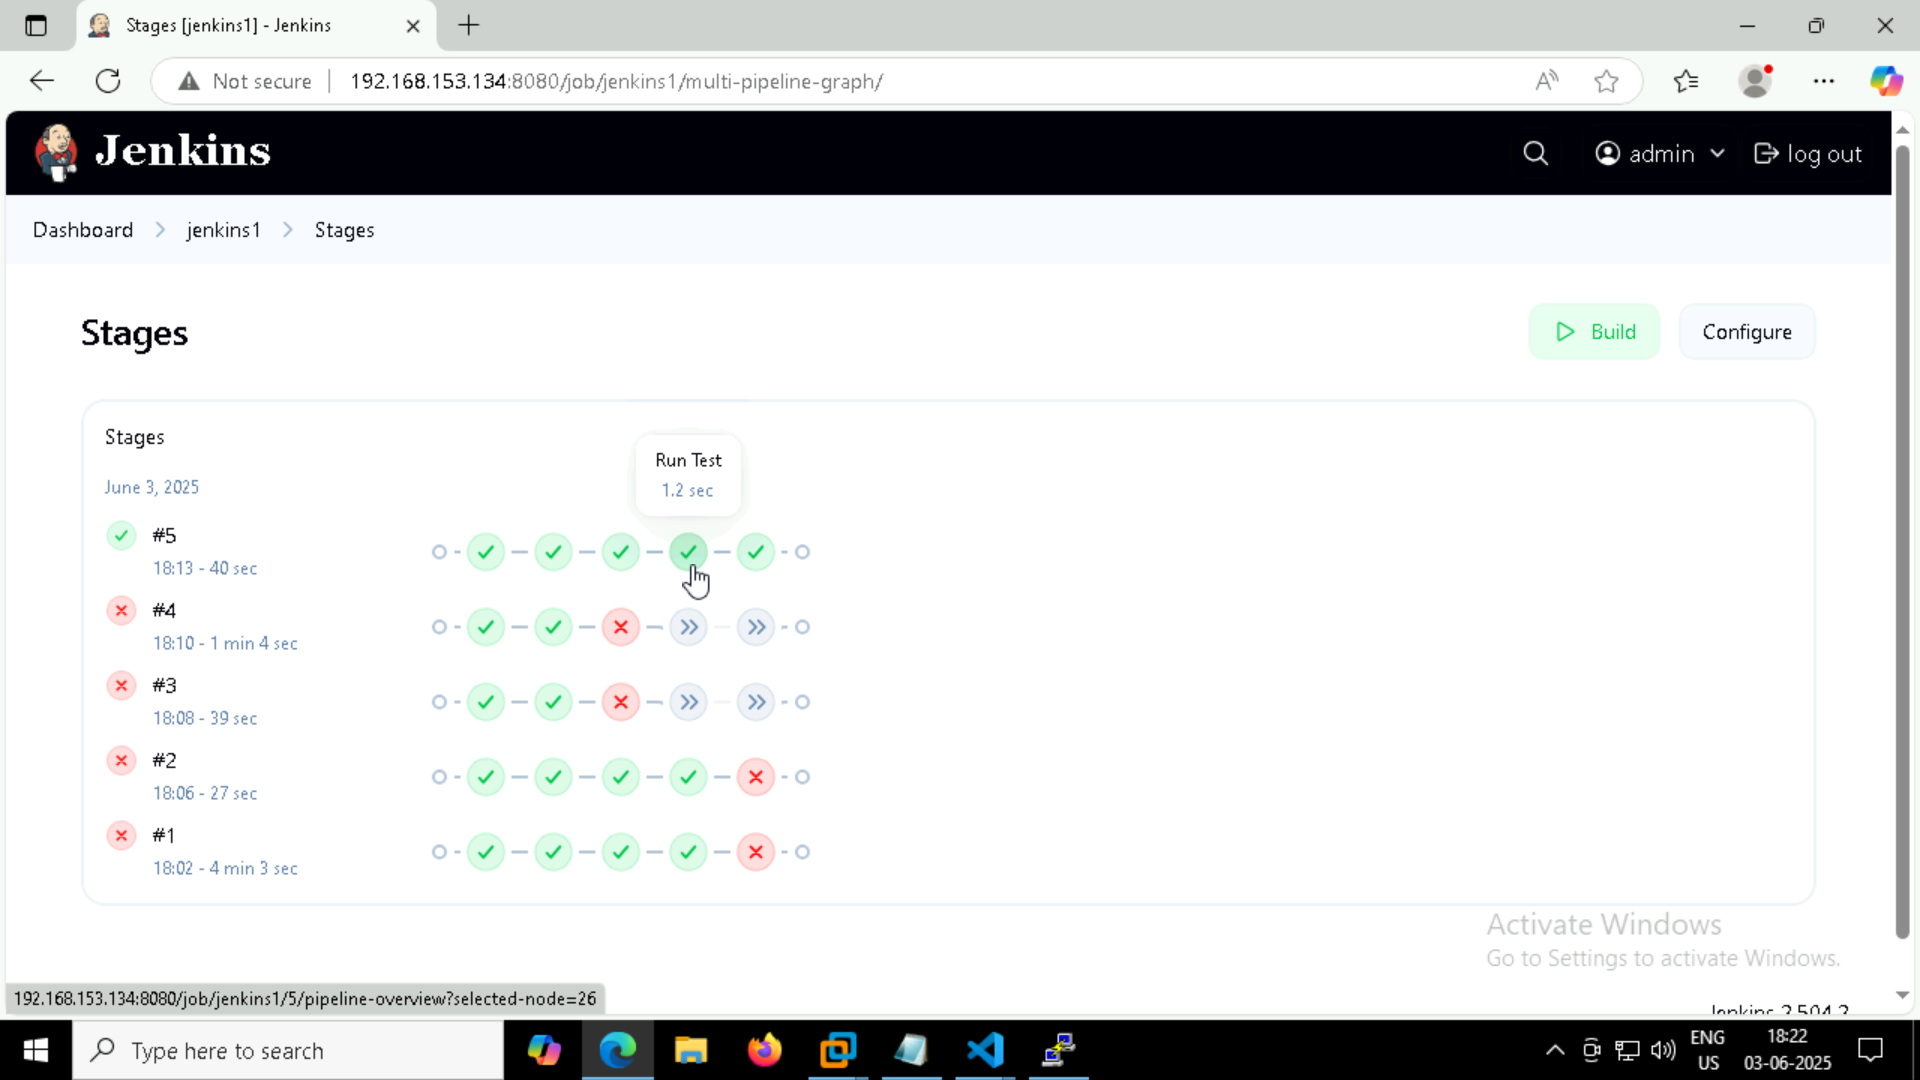 Stages [jenkins1] - Jenkins
Not secure
192.168.153.134:8080/job/jenkins1/multi-pipeline-graph/
Jenkins
admin
log out
Dashboard
jenkins1
Stages
Stages
Build
Configure
Stages
Run Test
1.2 sec
June 3, 2025
#5
18:13 - 40 sec
#4
18:10 - 1 min 4 sec
#3
18:08 - 39 sec
#2
18:06 - 27 sec
#1
18:02 - 4 min 3 sec
Activate Windows
Go to Settings to activate Windows.
192.168.153.134:8080/job/jenkins1/5/pipeline-overview?selected-node=26
Jenkins 2.504.2
Type here to search
ENG
US
18:22
03-06-2025